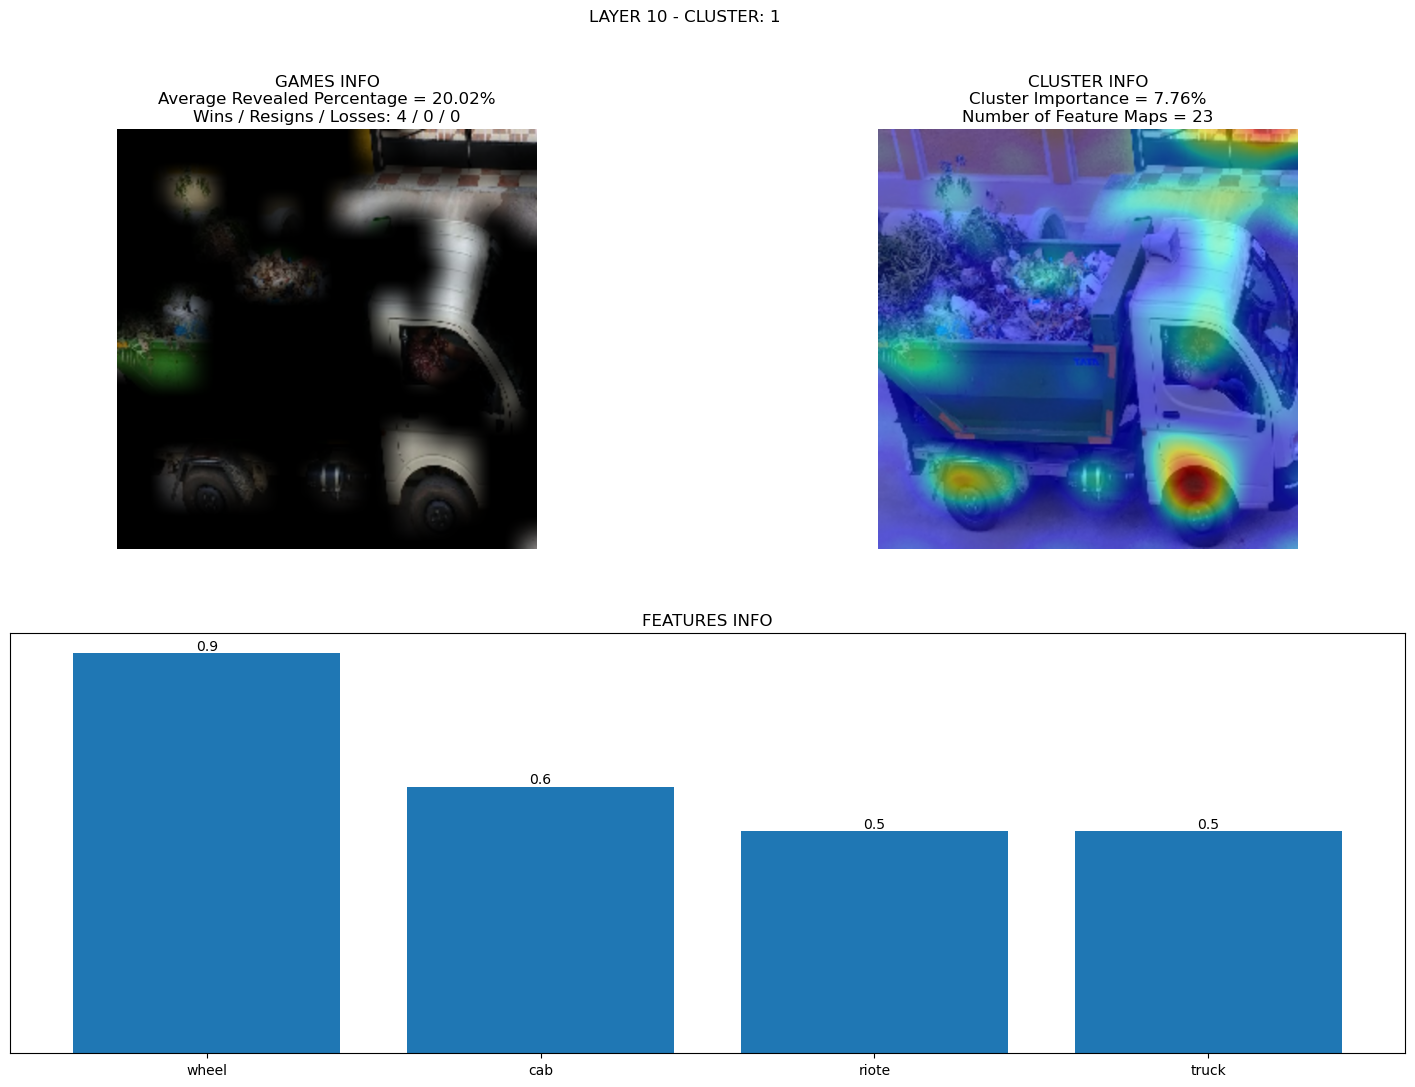 LAYER 10 - CLUSTER: 1
GAMES INFO
Average Revealed Percentage = 20.02%
Wins / Resigns / Losses: 4 / 0 / 0
CLUSTER INFO
Cluster Importance = 7.76%
Number of Feature Maps = 23
FEATURES INFO
0.9
0.6
0.5
0.5
wheel
cab
riote
truck